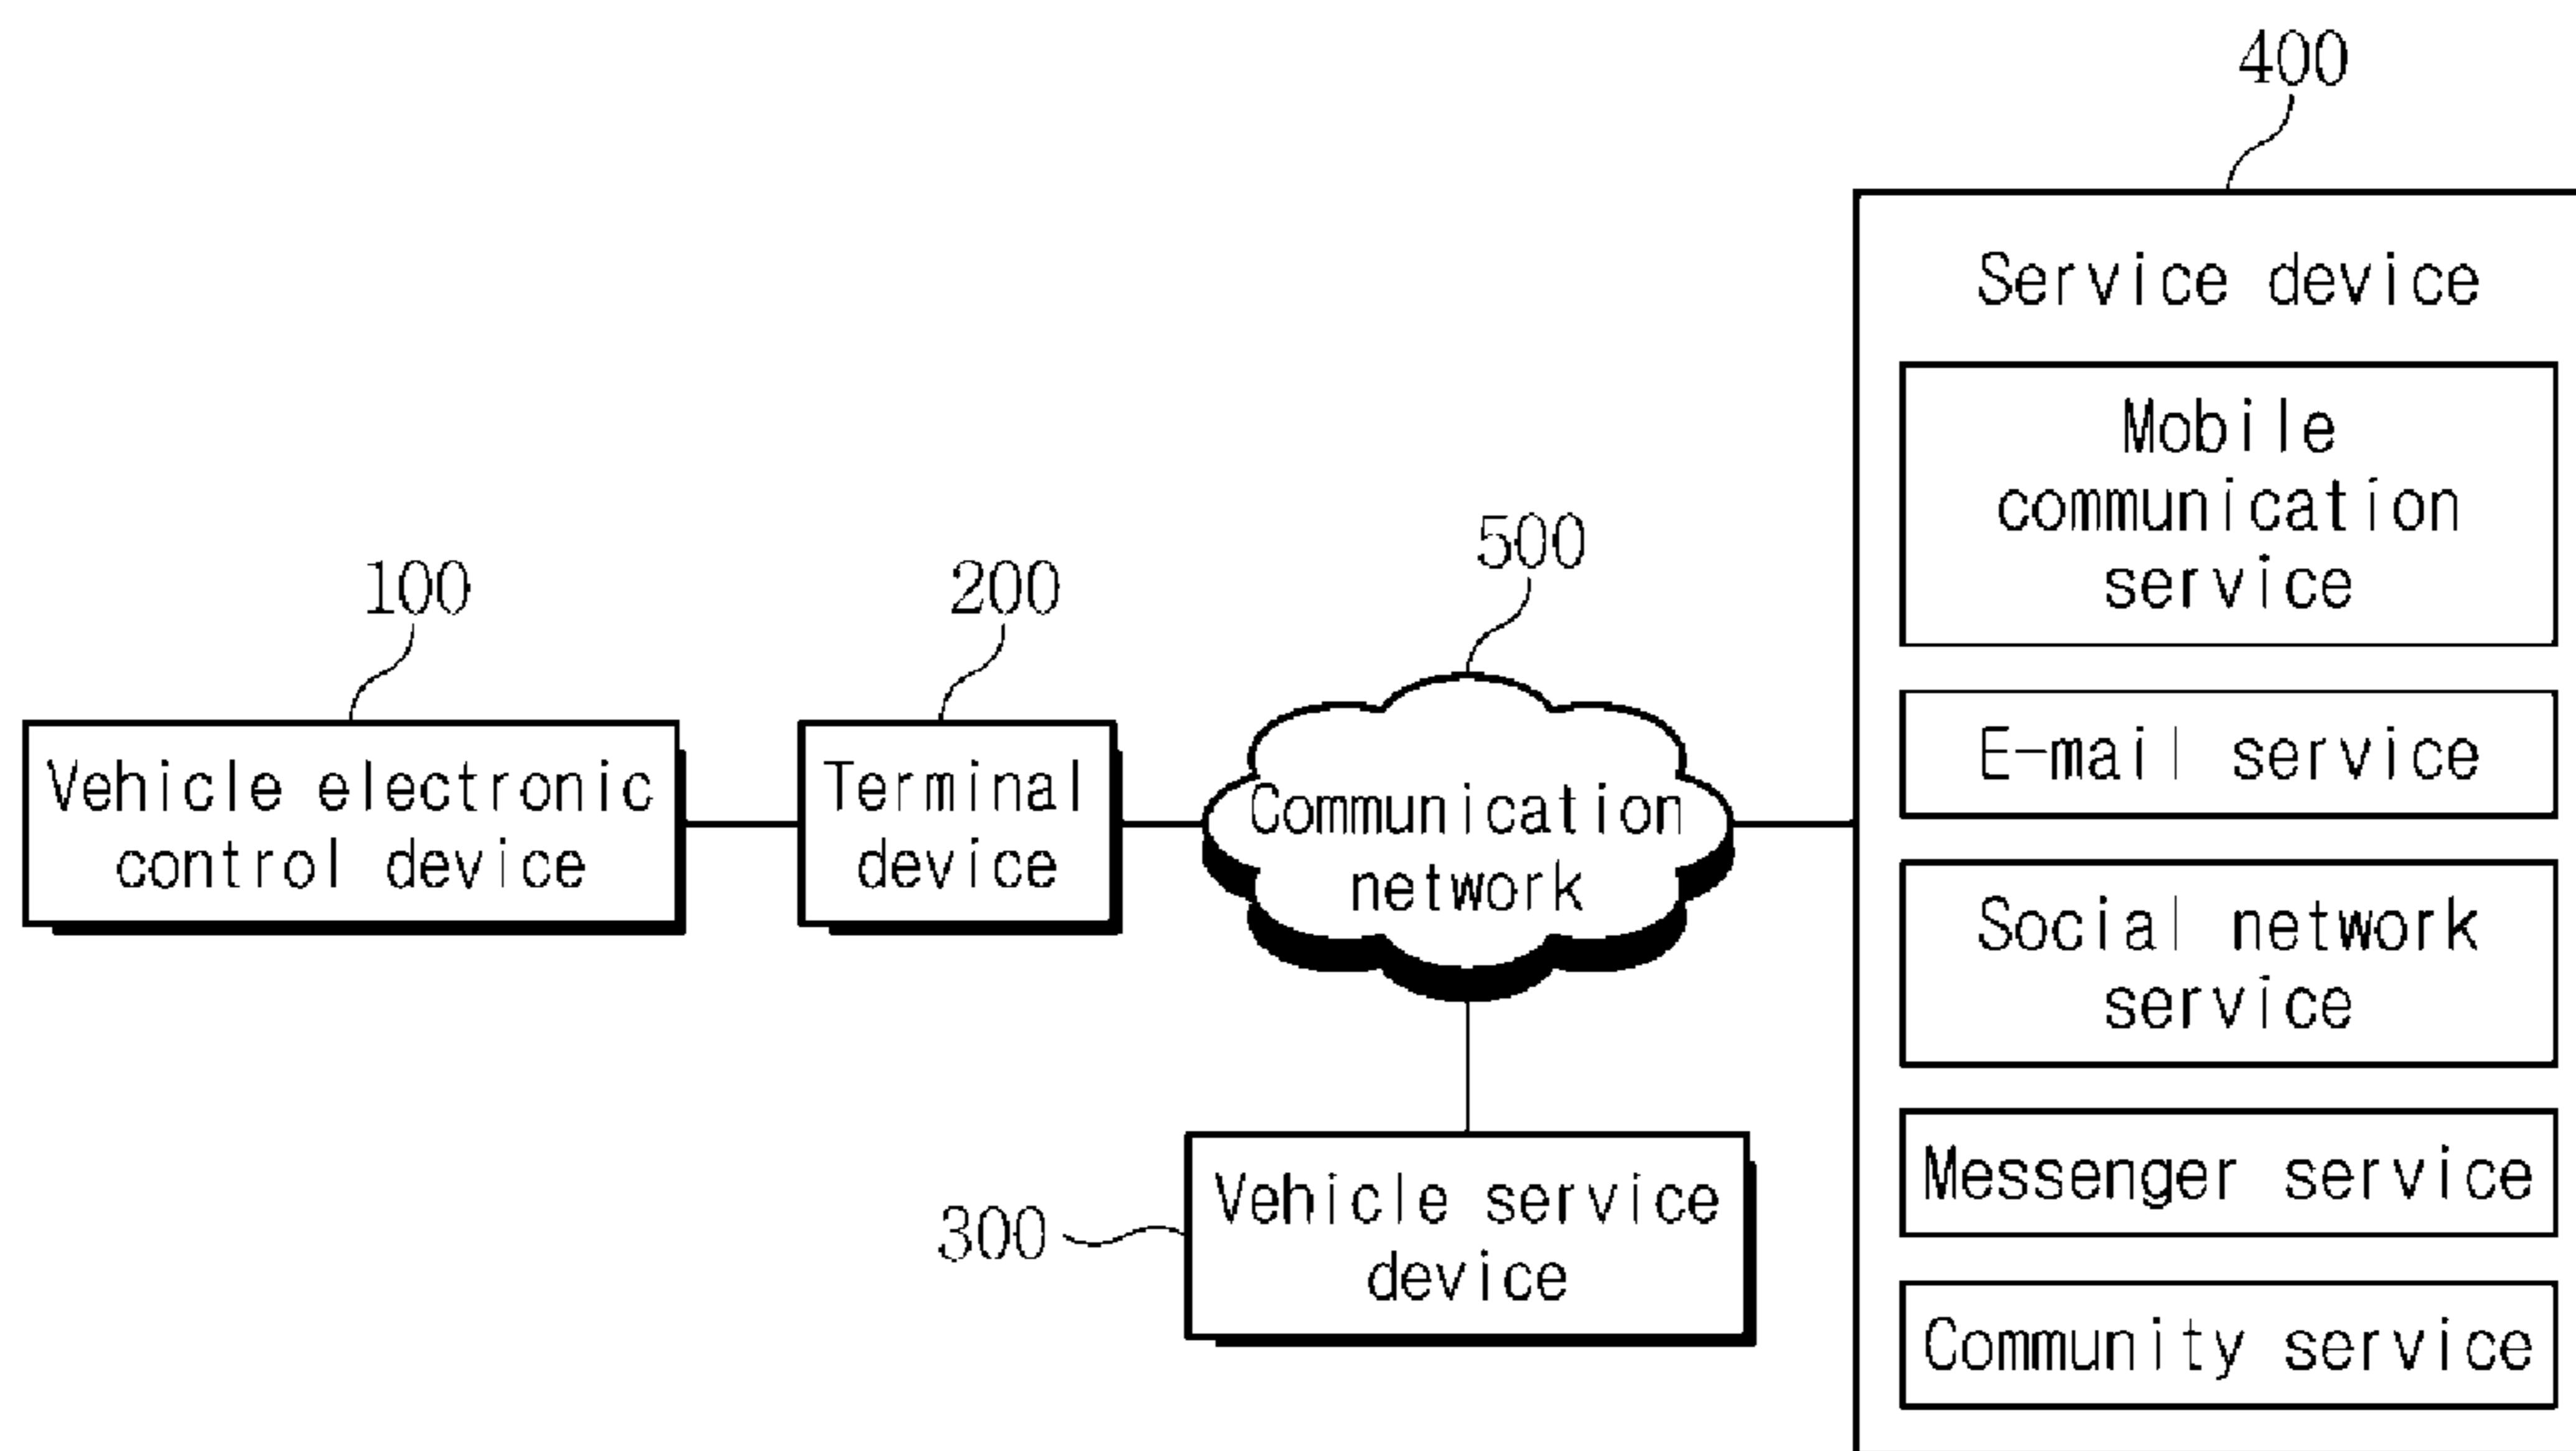 400
Service device
Mobile
communication
service
500
100
200
E-mail service
Vehicle electronic
control device
Terminal
device
Communication
network
Social network
service
300
Vehicle service
device
Messenger service
Community service